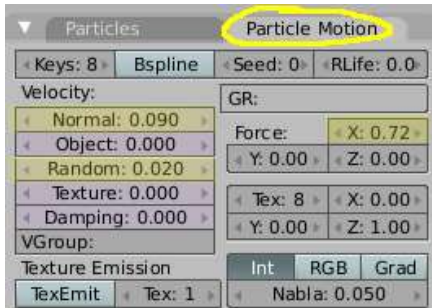 Particles Particle Motion
Keys: 8 Bspline Seed: 0 RLife: 0.0
Velocity: GR:
Normal: 0.090
Force: X: 0.72
Object: 0.000
Y: 0.00 Z: 0.00
Random: 0.020
Texture: 0.000
Tex: 8 X: 0.00
Damping: 0.000
Y: 0.00 Z: 1.00
VGroup:
Texture Emission Int RGB Grad
TexEmit Tex: 1 Nabla: 0.050